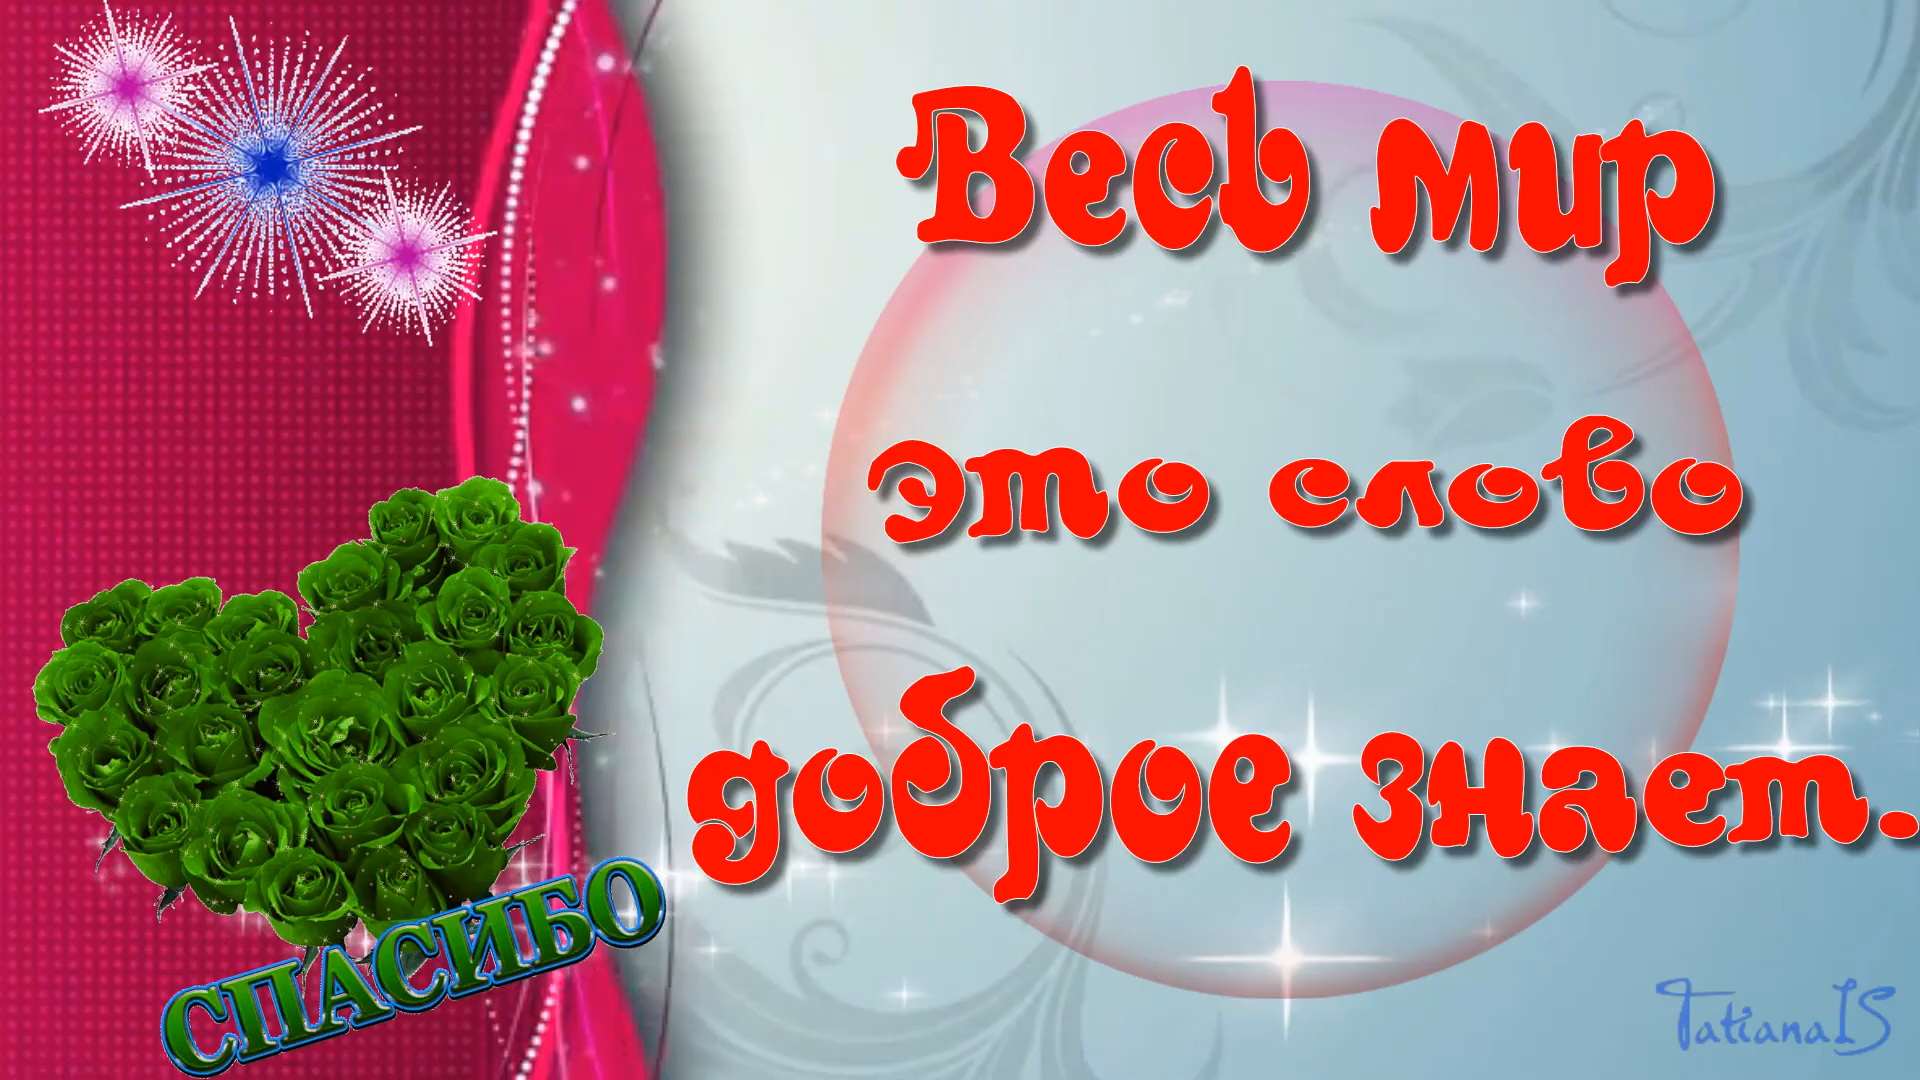 Весь мир
это слово
доброе знает.
СПАСИБО
TatianaIS